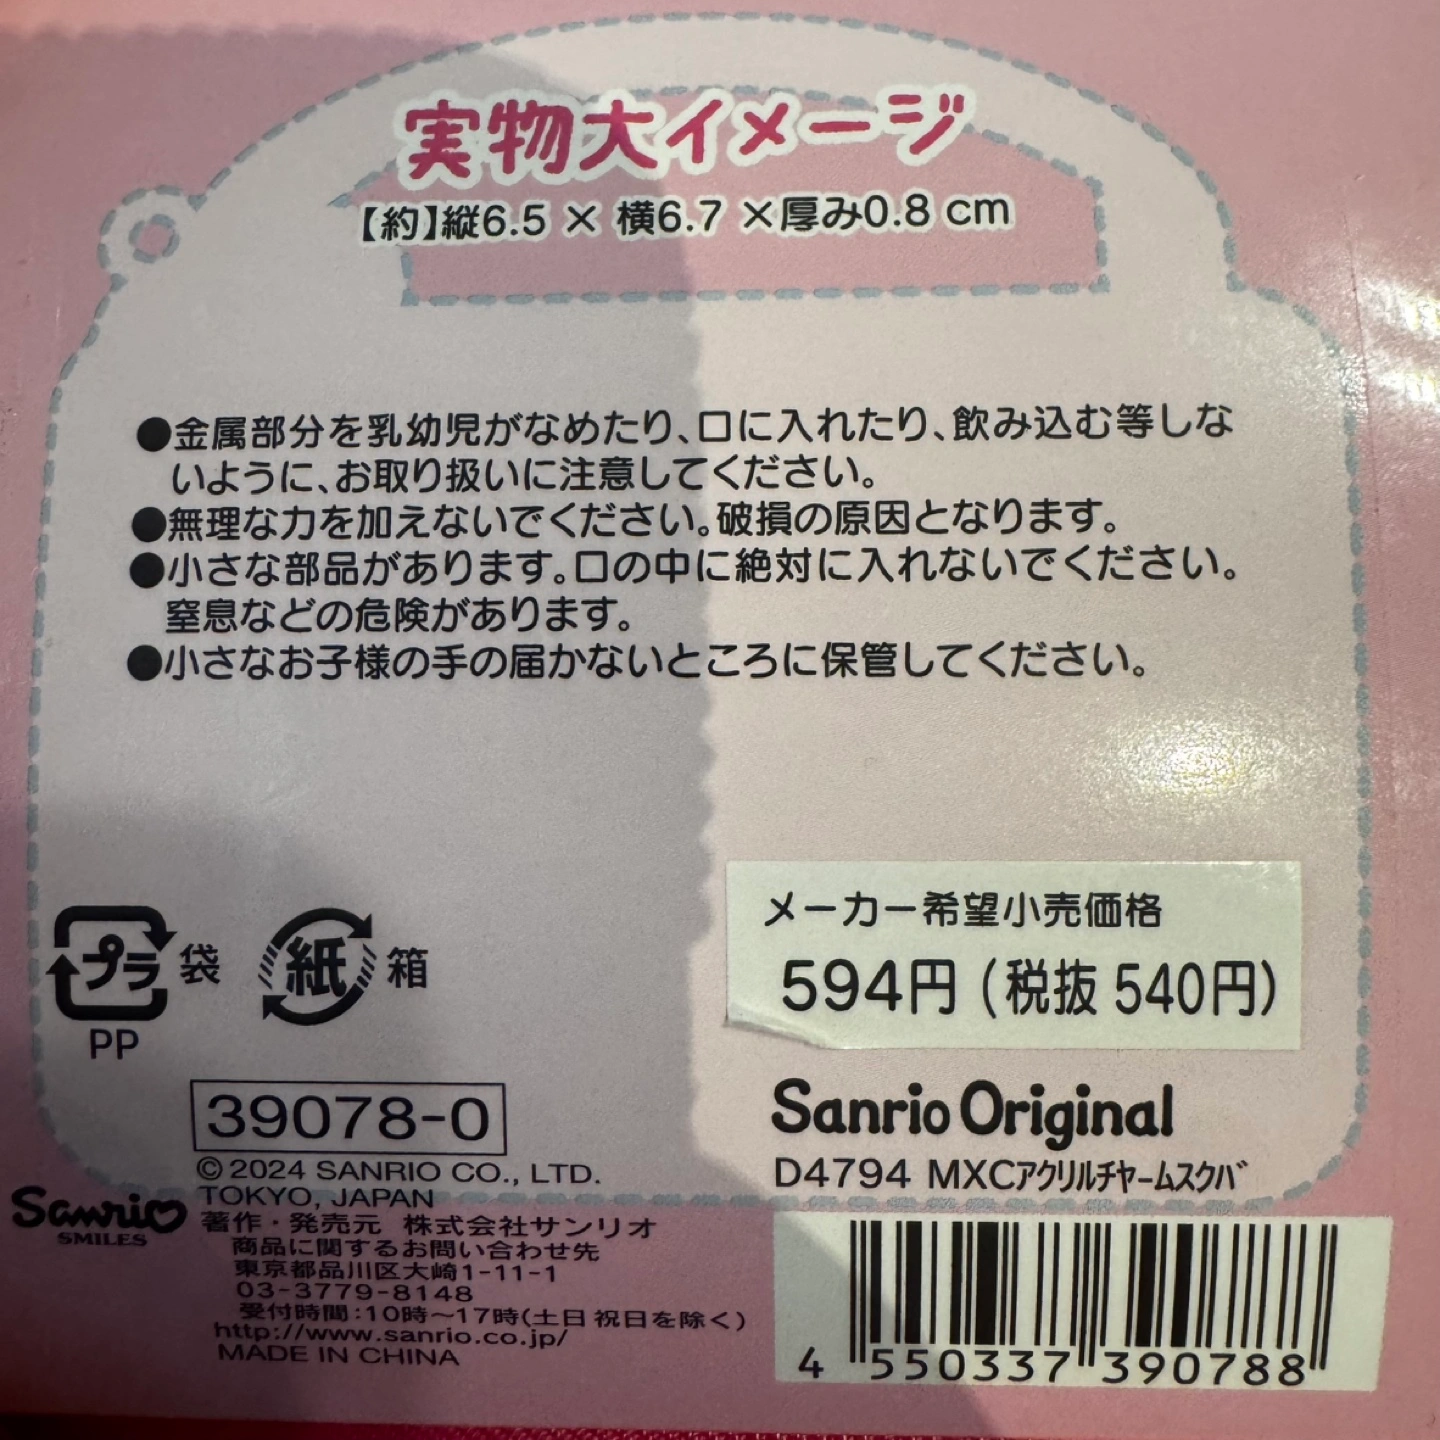 実物大イメージ
【約】縦6.5 × 横6.7 ×厚み0.8 cm
●金属部分を乳幼児がなめたり、口に入れたり、飲み込む等しな
いように、お取り扱いに注意してください。
●無理な力を加えないでください。破損の原因となります。
●小さな部品があります。口の中に絶対に入れないでください。
窒息などの危険があります。
●小さなお子様の手の届かないところに保管してください。
プラ 袋
PP
紙 箱
メーカー希望小売価格
594円 (税抜 540円)
39078-0
© 2024 SANRIO CO., LTD.
TOKYO, JAPAN
Sanrio
SMILES
著作・発売元 株式会社サンリオ
商品に関するお問い合わせ先
東京都品川区大崎1-11-1
03-3779-8148
受付時間:10時〜17時(土日祝日を除く)
http://www.sanrio.co.jp/
MADE IN CHINA
Sanrio Original
D4794 MXCアクリルチャームスクバ
4 550337 390788